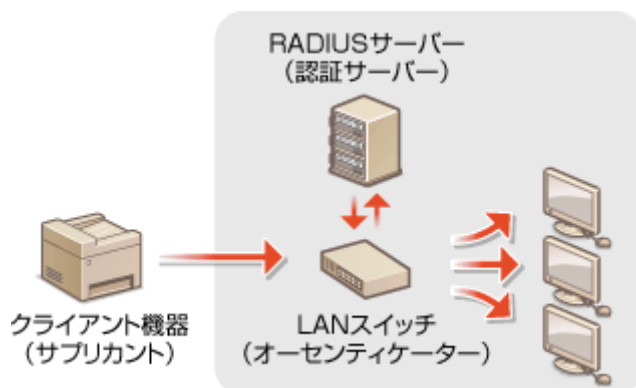 RADIUSサーバー
（認証サーバー）
クライアント機器
（サプリカント）
LANスイッチ
（オーセンティケーター）